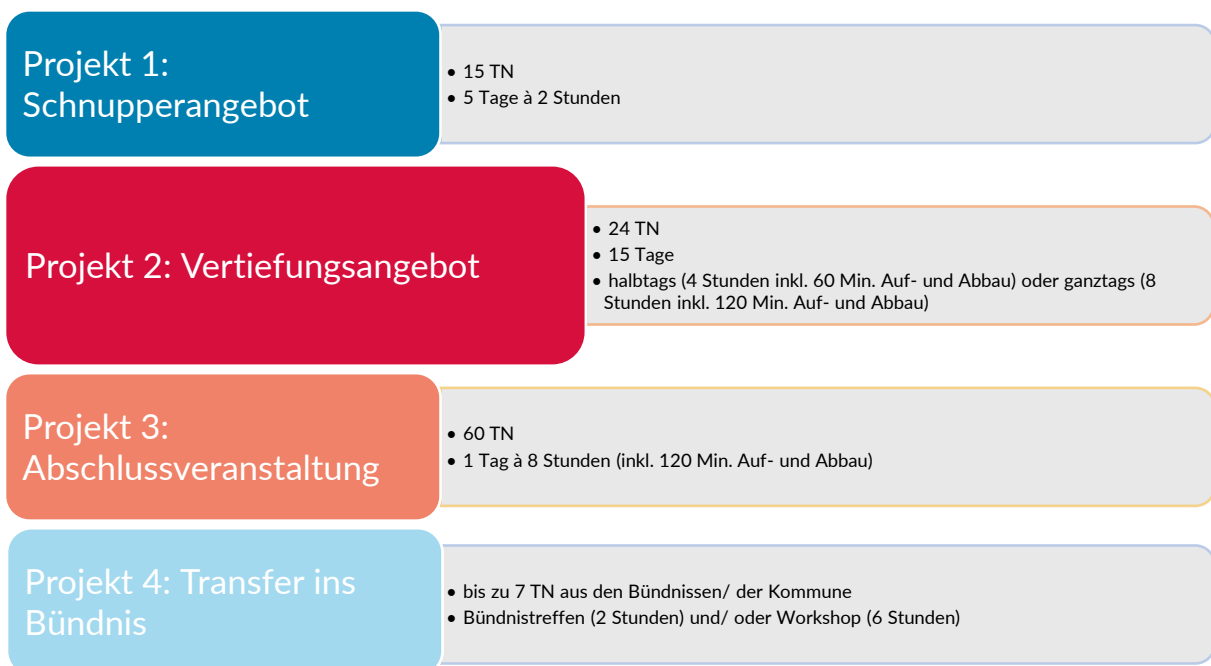 Projekt 1:
Schnupperangebot
• 15 TN
• 5 Tage à 2 Stunden
Projekt 2: Vertiefungsangebot
• 24 TN
• 15 Tage
• halbtags (4 Stunden inkl. 60 Min. Auf- und Abbau) oder ganztags (8
Stunden inkl. 120 Min. Auf- und Abbau)
Projekt 3:
Abschlussveranstaltung
• 60 TN
• 1 Tag à 8 Stunden (inkl. 120 Min. Auf- und Abbau)
Projekt 4: Transfer ins
Bündnis
• bis zu 7 TN aus den Bündnissen/ der Kommune
• Bündnistreffen (2 Stunden) und/ oder Workshop (6 Stunden)